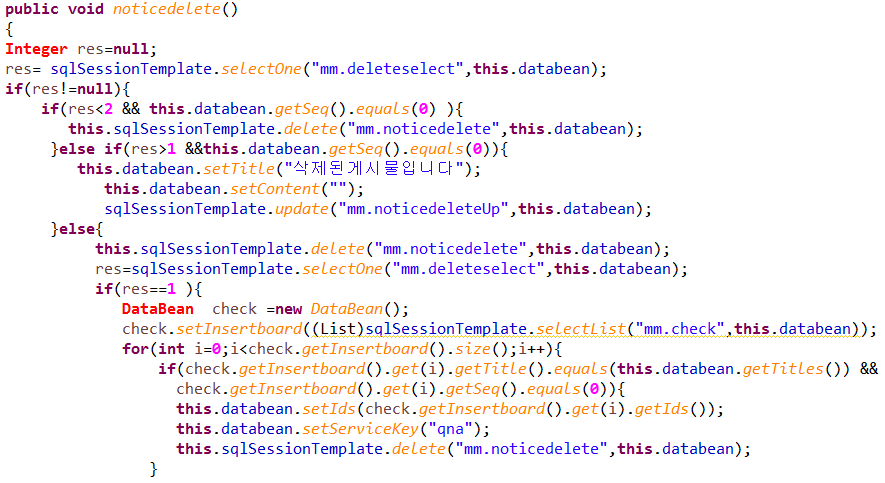 public void noticedelete()
{
Integer res=null;
res= sqlSessionTemplate.selectOne("mm.deleteselect",this.databean);
if(res!=null){
if(res<2 && this.databean.getSeq().equals(0) ){
this.sqlSessionTemplate.delete("mm.noticedelete",this.databean);
}else if(res>1 &&this.databean.getSeq().equals(0)){
this.databean.setTitle("삭제된게시물입니다");
this.databean.setContent("");
sqlSessionTemplate.update("mm.noticedeleteUp",this.databean);
}else{
this.sqlSessionTemplate.delete("mm.noticedelete",this.databean);
res=sqlSessionTemplate.selectOne("mm.deleteselect",this.databean);
if(res==1 ){
DataBean check =new DataBean();
check.setInsertboard((List)sqlSessionTemplate.selectList("mm.check",this.databean));
for(int i=0;i<check.getInsertboard().size();i++){
if(check.getInsertboard().get(i).getTitle().equals(this.databean.getTitles()) &&
check.getInsertboard().get(i).getSeq().equals(0)){
this.databean.setIds(check.getInsertboard().get(i).getIds());
this.databean.setServiceKey("qna");
this.sqlSessionTemplate.delete("mm.noticedelete",this.databean);
}